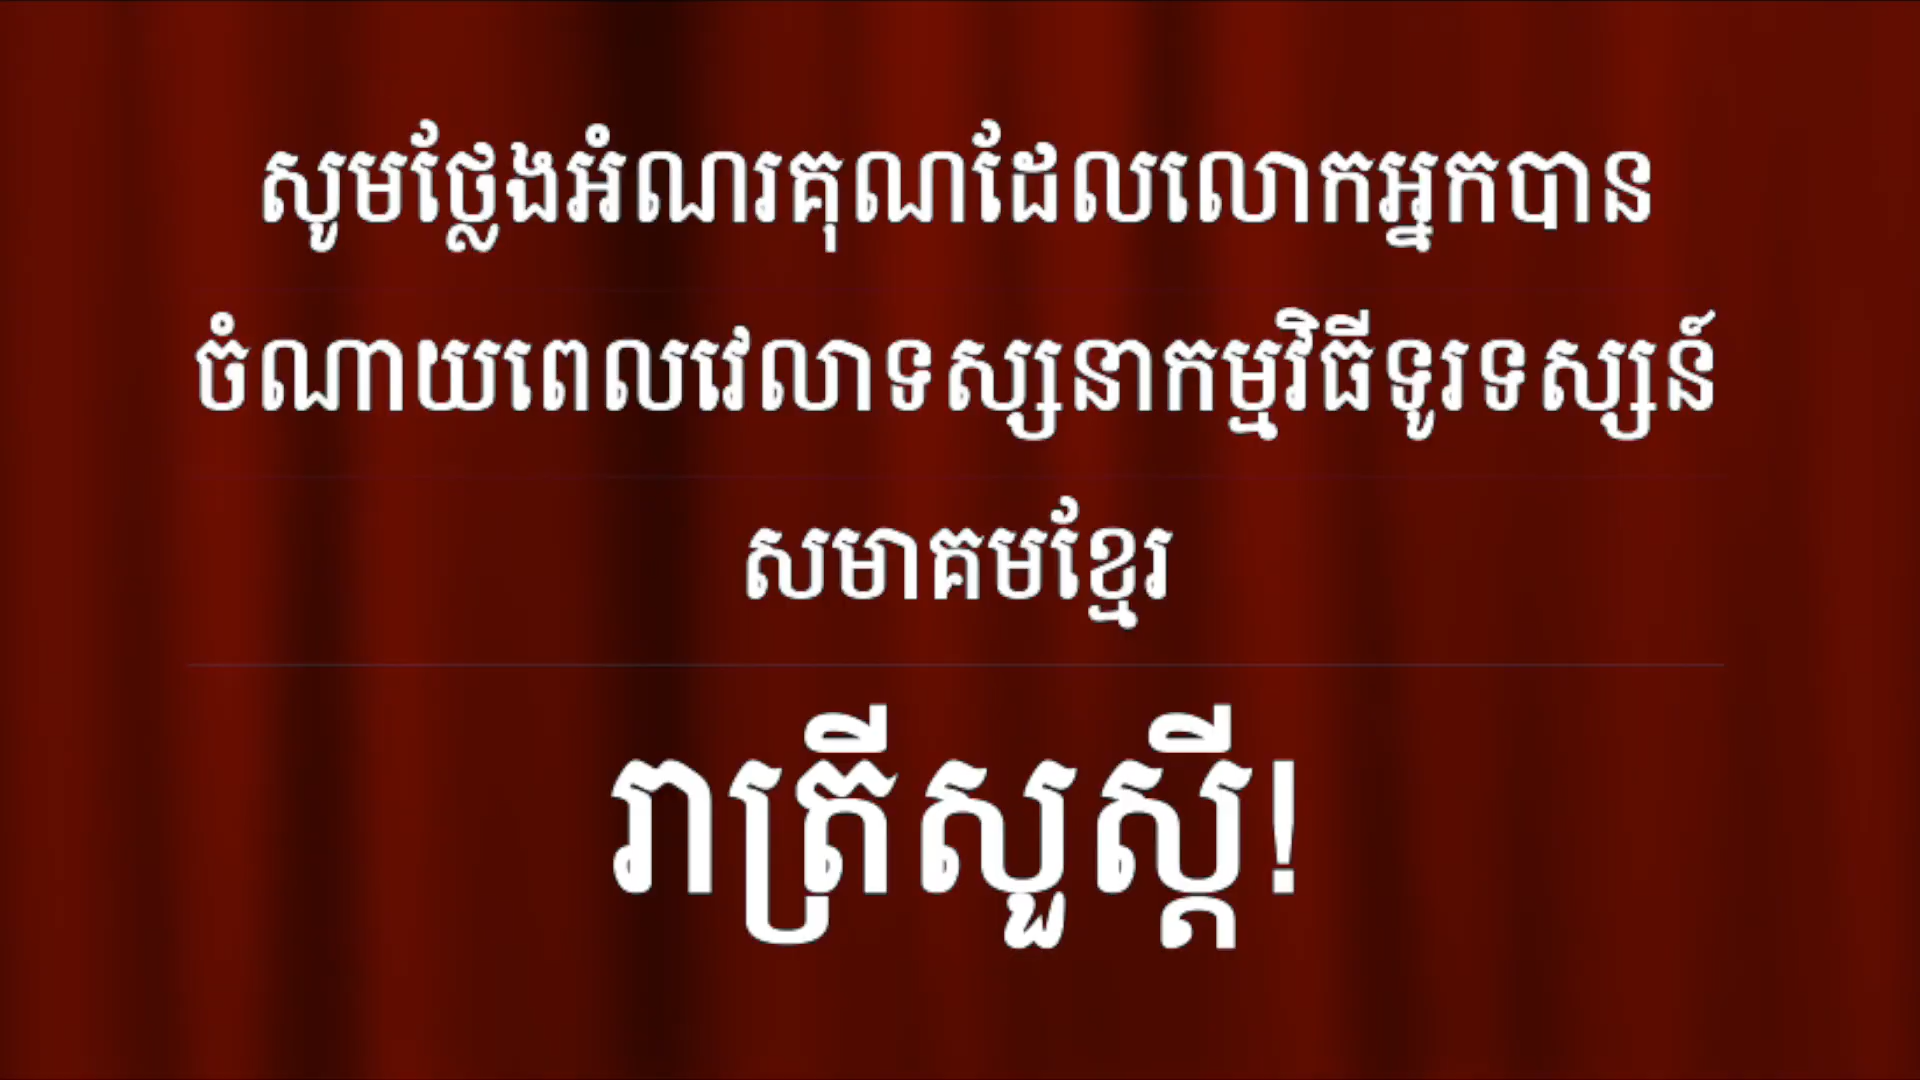 សូមថ្លែងអំណរគុណដែលលោកអ្នកបាន
ចំណាយពេលវេលាទស្សនាកម្មវិធីទូរទស្សន៍
សមាគមខ្មែរ
រាត្រីសួស្តី!